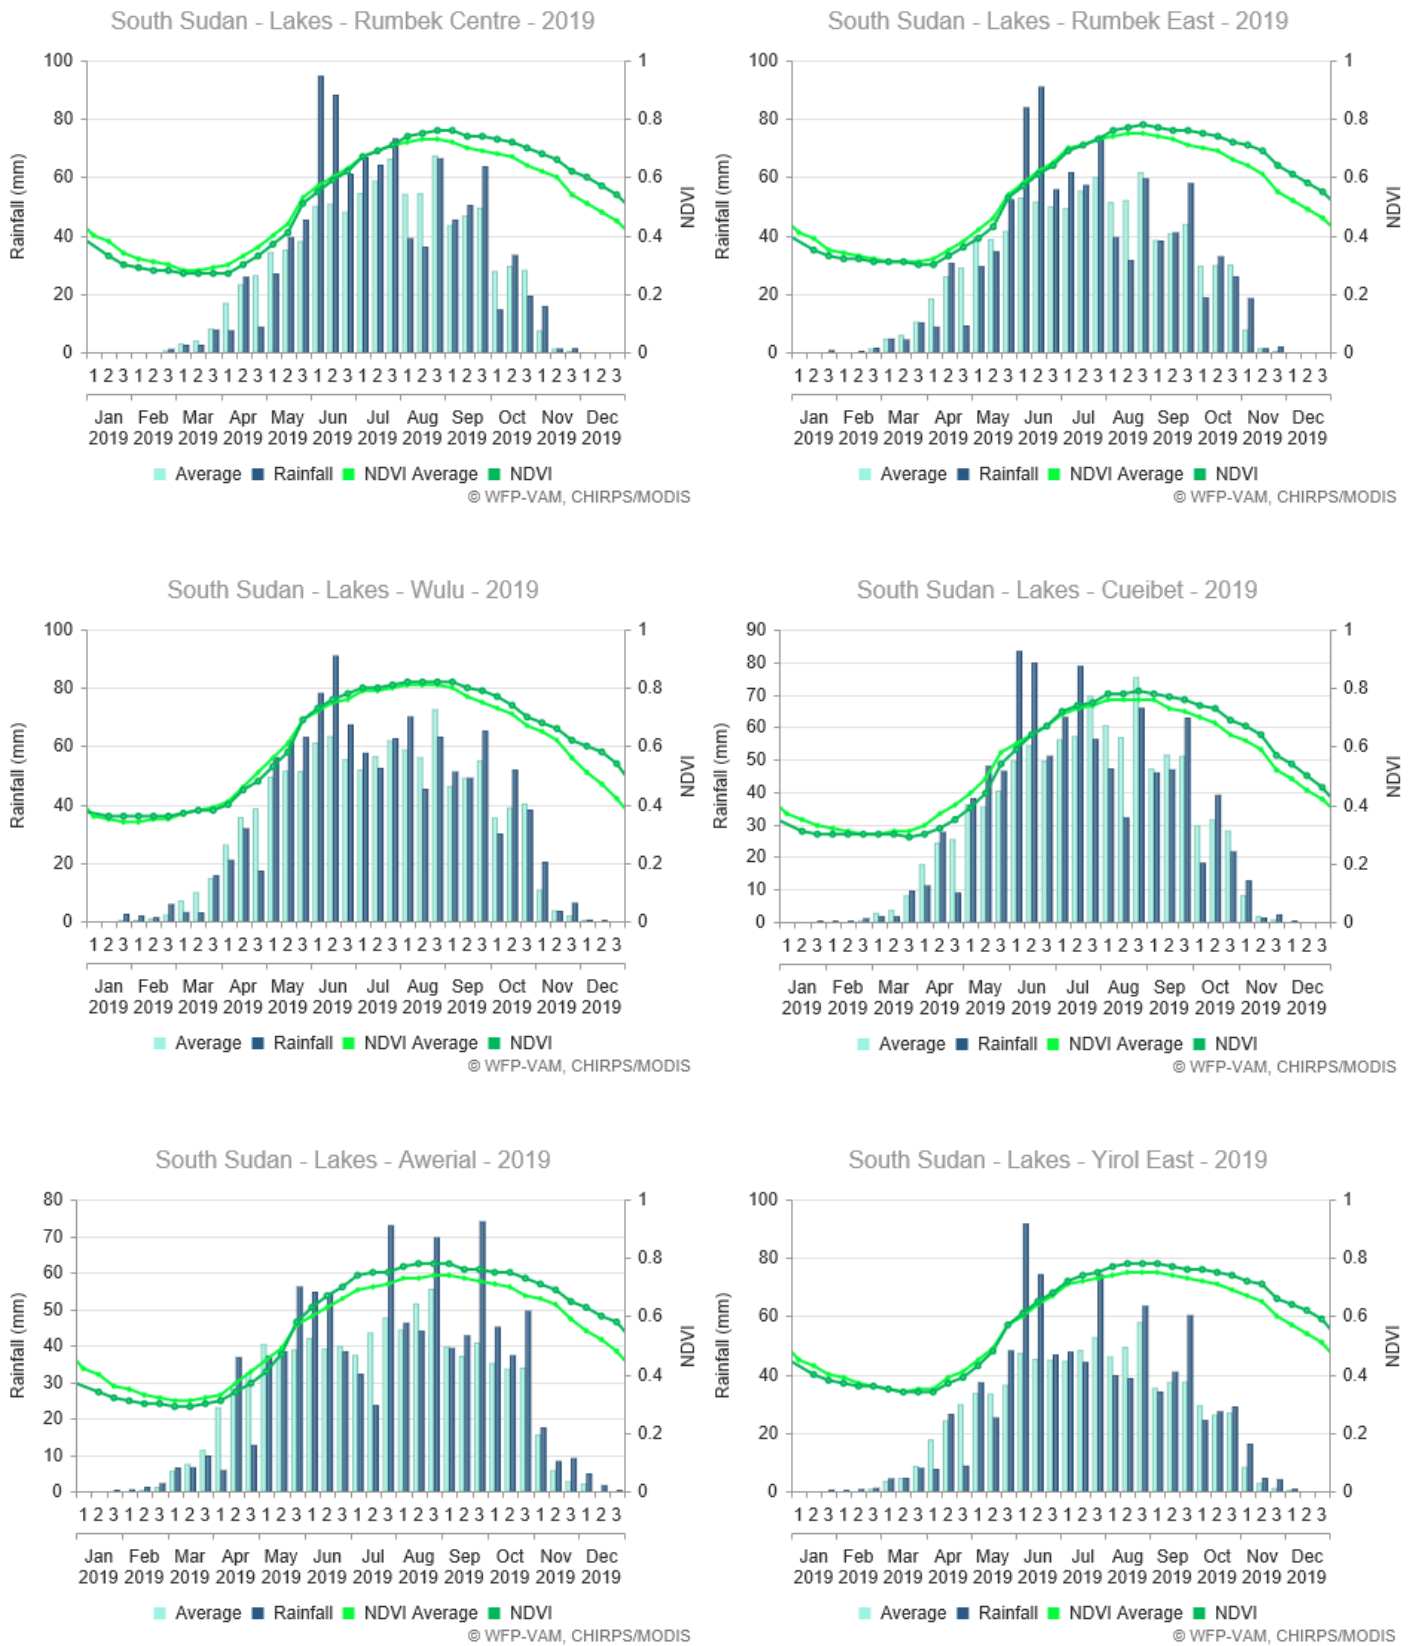 South Sudan - Lakes - Rumbek Centre - 2019
100 1
80 0.8
60 0.6
40 0.4
20 0.2
0 0
Rainfall (mm)
NDVI
1 2 3 1 2 3 1 2 3 1 2 3 1 2 3 1 2 3 1 2 3 1 2 3 1 2 3 1 2 3 1 2 3 1 2 3
Jan Feb Mar Apr May Jun Jul Aug Sep Oct Nov Dec
2019 2019 2019 2019 2019 2019 2019 2019 2019 2019 2019 2019
Average Rainfall NDVI Average NDVI
© WFP-VAM, CHIRPS/MODIS
South Sudan - Lakes - Rumbek East - 2019
100 1
80 0.8
60 0.6
40 0.4
20 0.2
0 0
Rainfall (mm)
NDVI
1 2 3 1 2 3 1 2 3 1 2 3 1 2 3 1 2 3 1 2 3 1 2 3 1 2 3 1 2 3 1 2 3 1 2 3
Jan Feb Mar Apr May Jun Jul Aug Sep Oct Nov Dec
2019 2019 2019 2019 2019 2019 2019 2019 2019 2019 2019 2019
Average Rainfall NDVI Average NDVI
© WFP-VAM, CHIRPS/MODIS
South Sudan - Lakes - Wulu - 2019
100 1
80 0.8
60 0.6
40 0.4
20 0.2
0 0
Rainfall (mm)
NDVI
1 2 3 1 2 3 1 2 3 1 2 3 1 2 3 1 2 3 1 2 3 1 2 3 1 2 3 1 2 3 1 2 3 1 2 3
Jan Feb Mar Apr May Jun Jul Aug Sep Oct Nov Dec
2019 2019 2019 2019 2019 2019 2019 2019 2019 2019 2019 2019
Average Rainfall NDVI Average NDVI
© WFP-VAM, CHIRPS/MODIS
South Sudan - Lakes - Cueibet - 2019
90 1
80
70 0.8
60
50 0.6
40 0.4
30
20 0.2
10
0 0
Rainfall (mm)
NDVI
1 2 3 1 2 3 1 2 3 1 2 3 1 2 3 1 2 3 1 2 3 1 2 3 1 2 3 1 2 3 1 2 3 1 2 3
Jan Feb Mar Apr May Jun Jul Aug Sep Oct Nov Dec
2019 2019 2019 2019 2019 2019 2019 2019 2019 2019 2019 2019
Average Rainfall NDVI Average NDVI
© WFP-VAM, CHIRPS/MODIS
South Sudan - Lakes - Awerial - 2019
80 1
70
60 0.8
50 0.6
40
30 0.4
20 0.2
10
0 0
Rainfall (mm)
NDVI
1 2 3 1 2 3 1 2 3 1 2 3 1 2 3 1 2 3 1 2 3 1 2 3 1 2 3 1 2 3 1 2 3 1 2 3
Jan Feb Mar Apr May Jun Jul Aug Sep Oct Nov Dec
2019 2019 2019 2019 2019 2019 2019 2019 2019 2019 2019 2019
Average Rainfall NDVI Average NDVI
© WFP-VAM, CHIRPS/MODIS
South Sudan - Lakes - Yirol East - 2019
100 1
80 0.8
60 0.6
40 0.4
20 0.2
0 0
Rainfall (mm)
NDVI
1 2 3 1 2 3 1 2 3 1 2 3 1 2 3 1 2 3 1 2 3 1 2 3 1 2 3 1 2 3 1 2 3 1 2 3
Jan Feb Mar Apr May Jun Jul Aug Sep Oct Nov Dec
2019 2019 2019 2019 2019 2019 2019 2019 2019 2019 2019 2019
Average Rainfall NDVI Average NDVI
© WFP-VAM, CHIRPS/MODIS